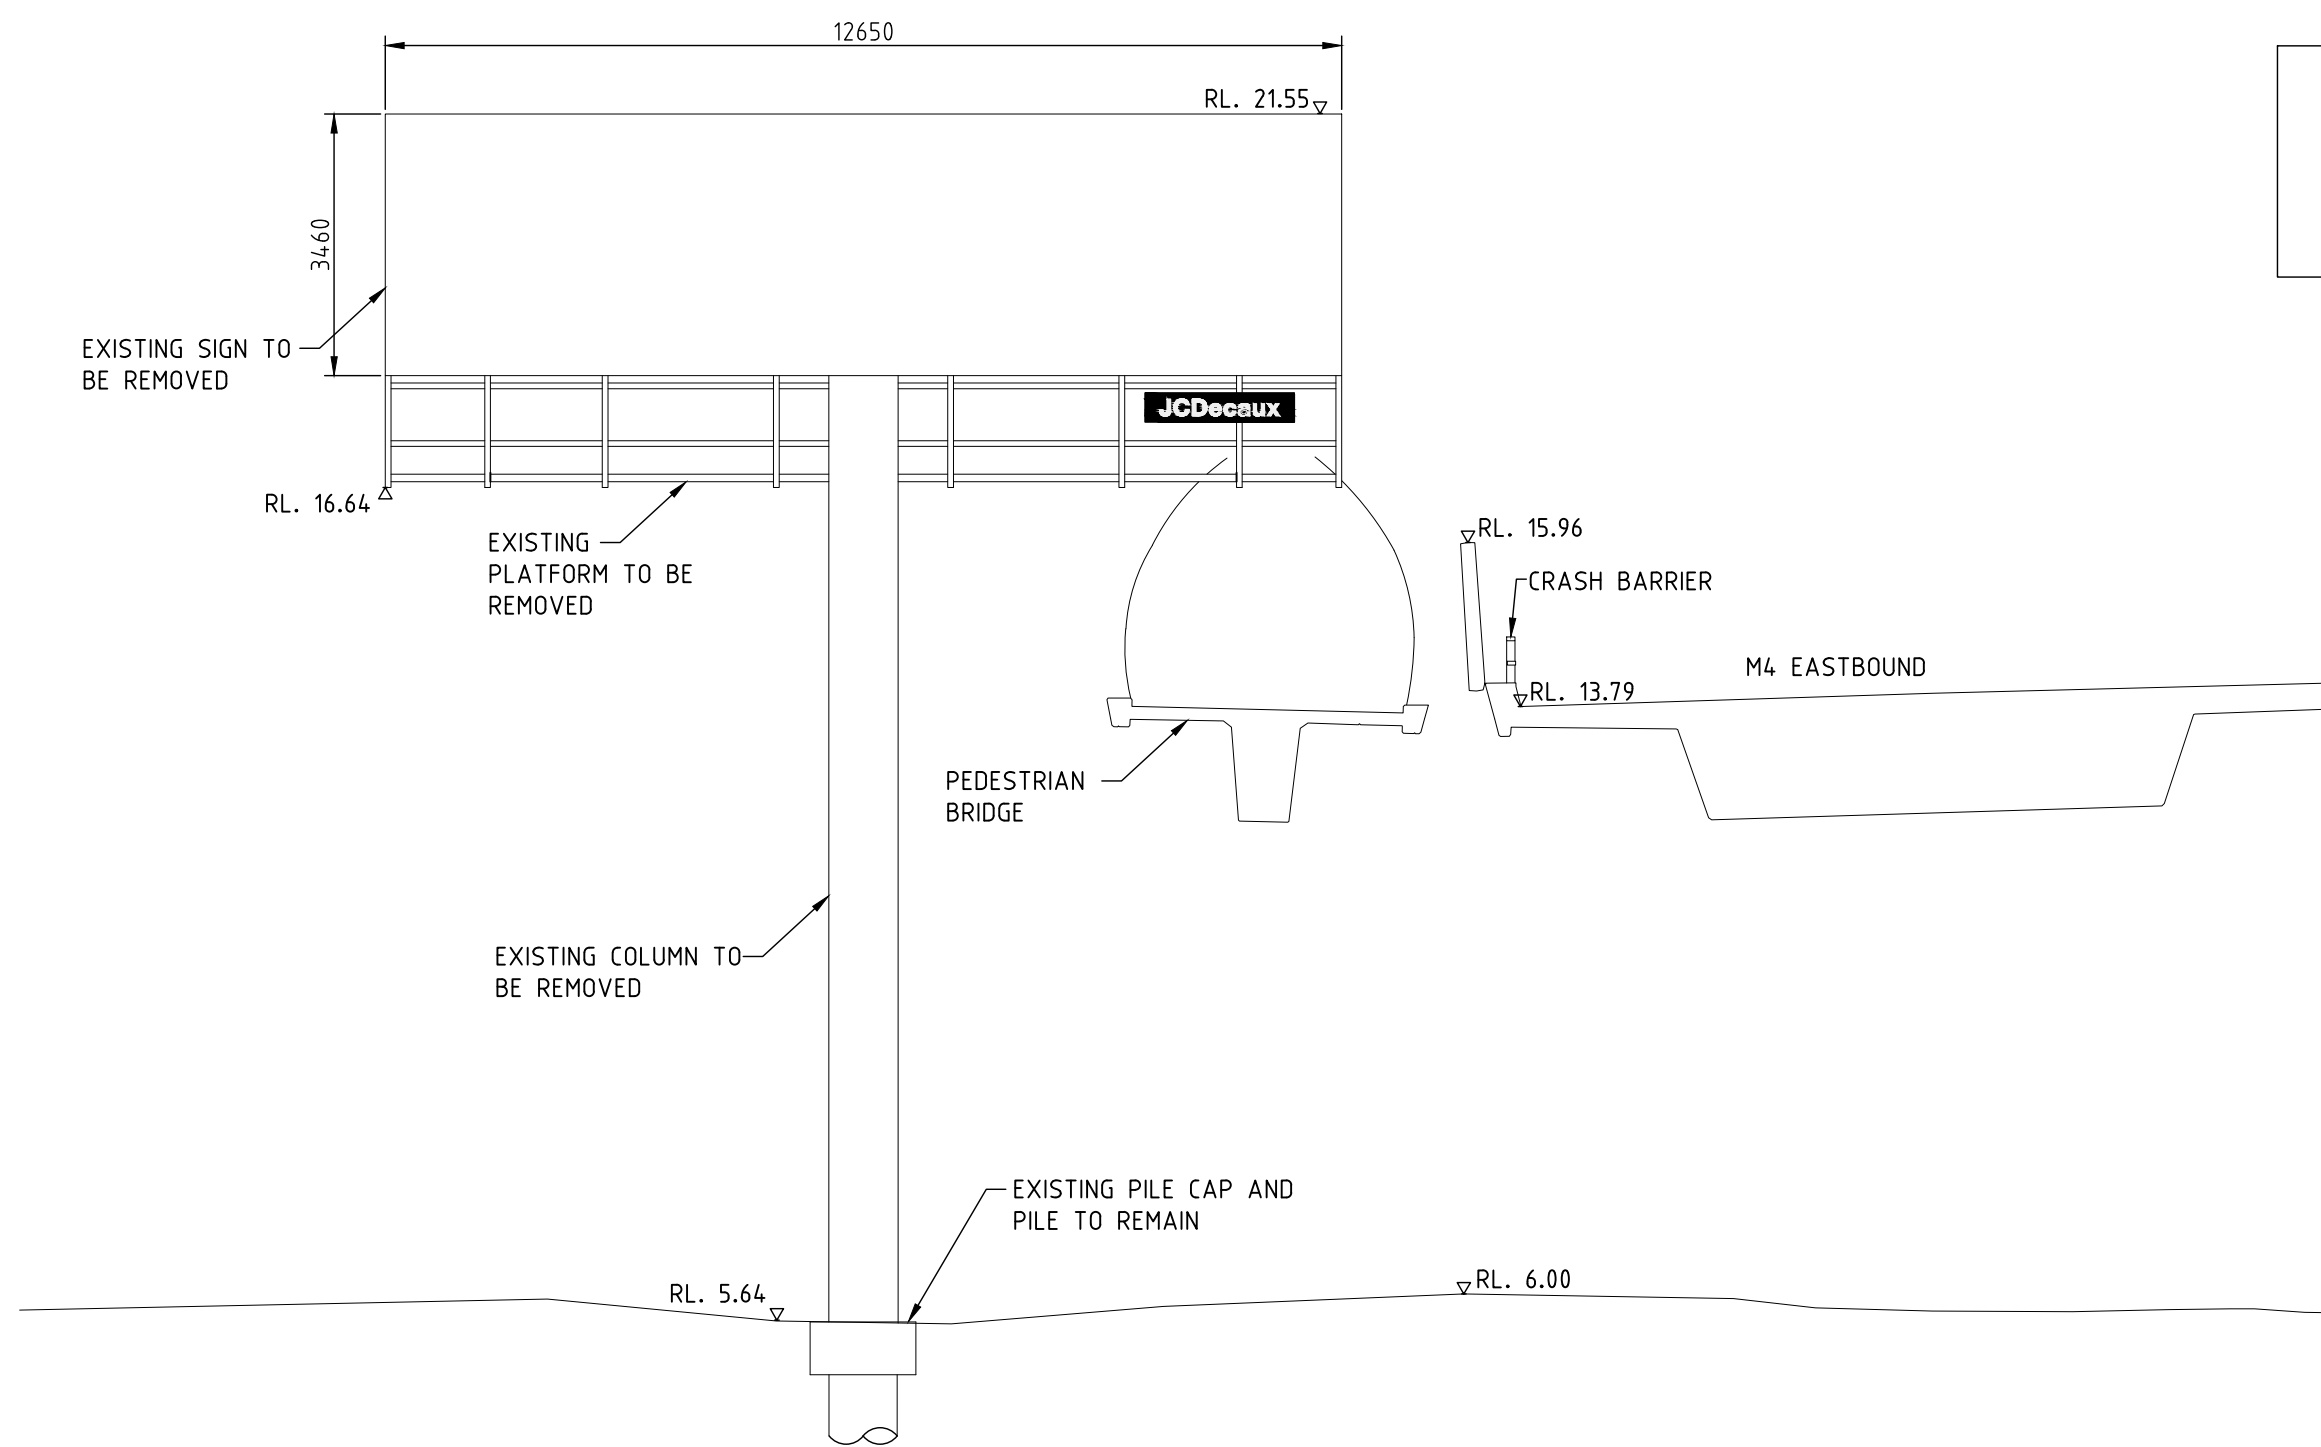 12650
RL. 21.55
3460
EXISTING SIGN TO
BE REMOVED
JCDecaux
RL. 16.64
EXISTING
PLATFORM TO BE
REMOVED
RL. 15.96
CRASH BARRIER
M4 EASTBOUND
RL. 13.79
PEDESTRIAN
BRIDGE
EXISTING COLUMN TO
BE REMOVED
EXISTING PILE CAP AND
PILE TO REMAIN
RL. 5.64
RL. 6.00